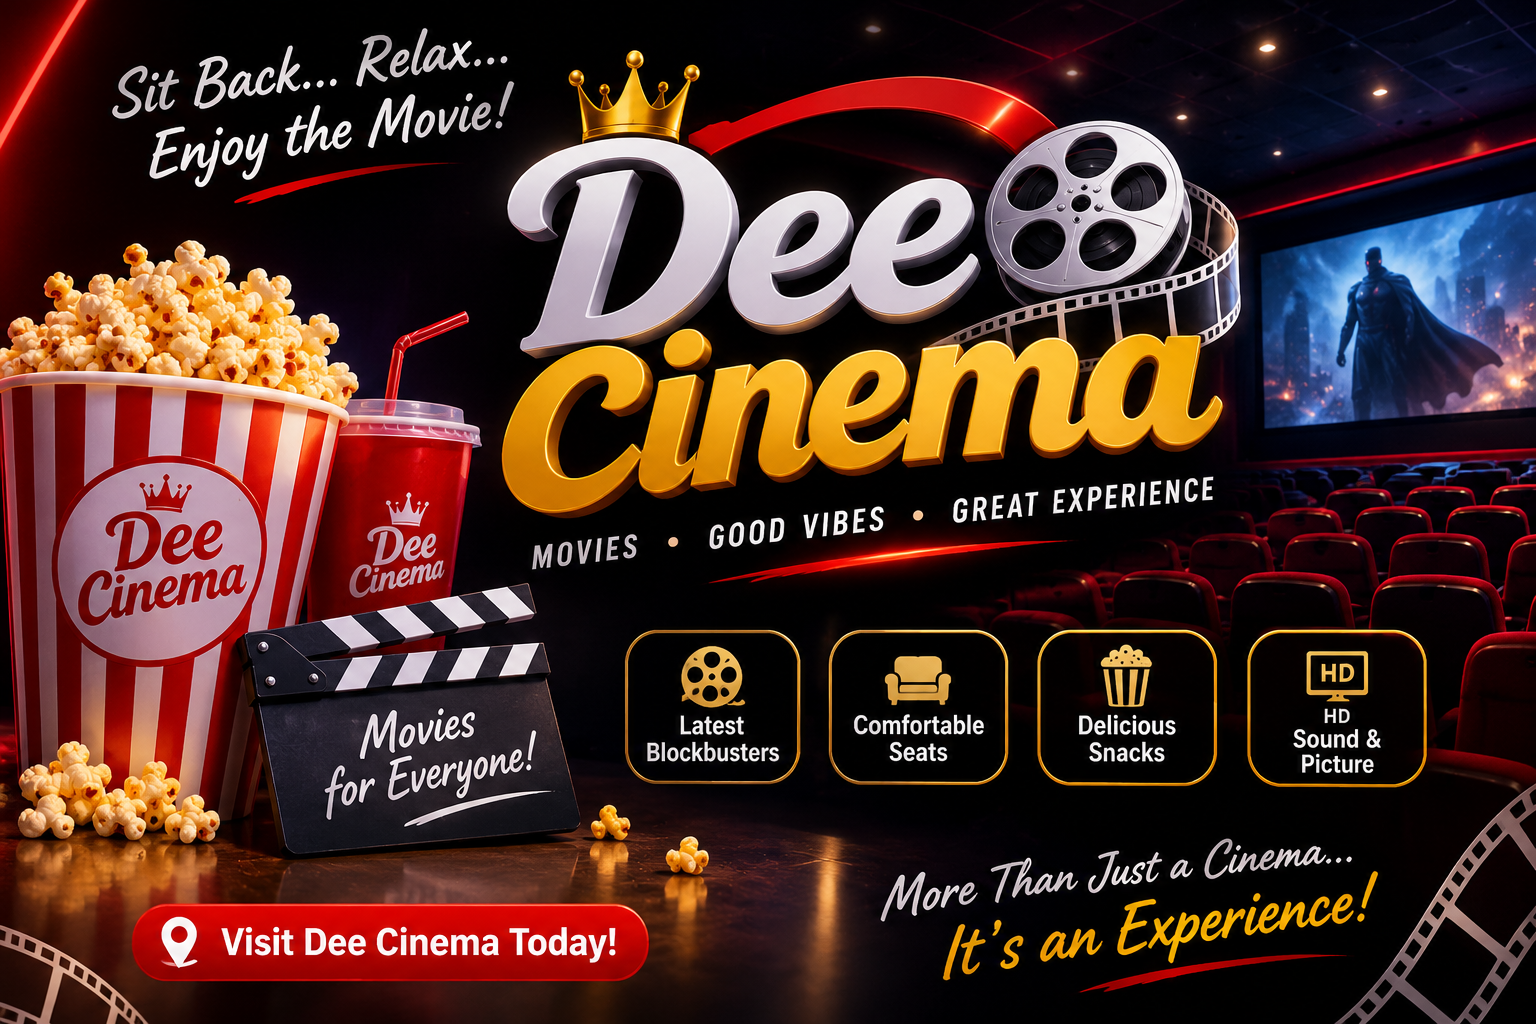 Sit Back... Relax...
Enjoy the Movie!
Dee
Cinema
MOVIES • GOOD VIBES • GREAT EXPERIENCE
Dee
Cinema
Dee
Cinema
Movies
for Everyone!
Latest
Blockbusters
Comfortable
Seats
Delicious
Snacks
HD
HD
Sound &
Picture
More Than Just a Cinema...
It's an Experience!
Visit Dee Cinema Today!